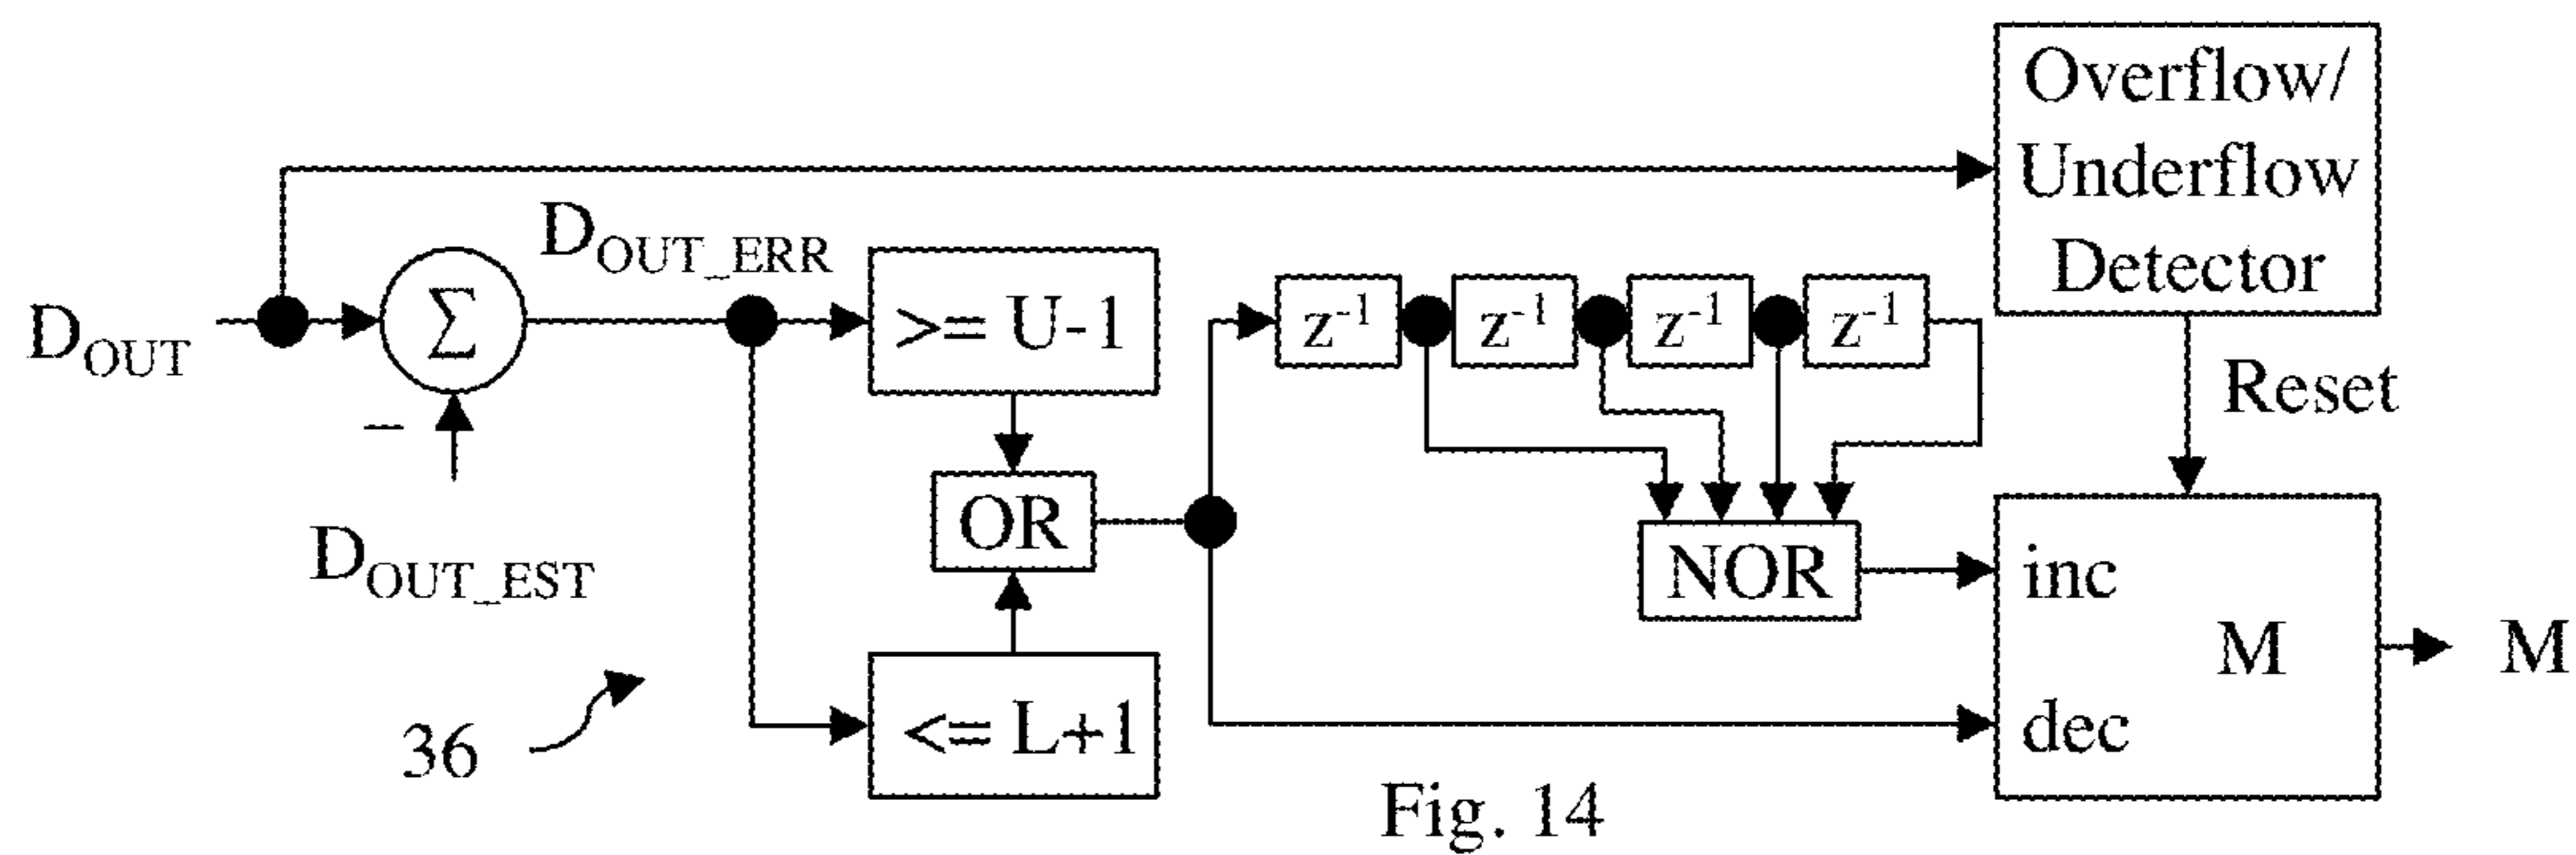 Overflow/
Underflow
Detector
D_OUT_ERR
D_OUT
Σ
>= U-1
z^-1
z^-1
z^-1
z^-1
Reset
−
OR
NOR
inc
D_OUT_EST
M
M
<= L+1
dec
36
Fig. 14